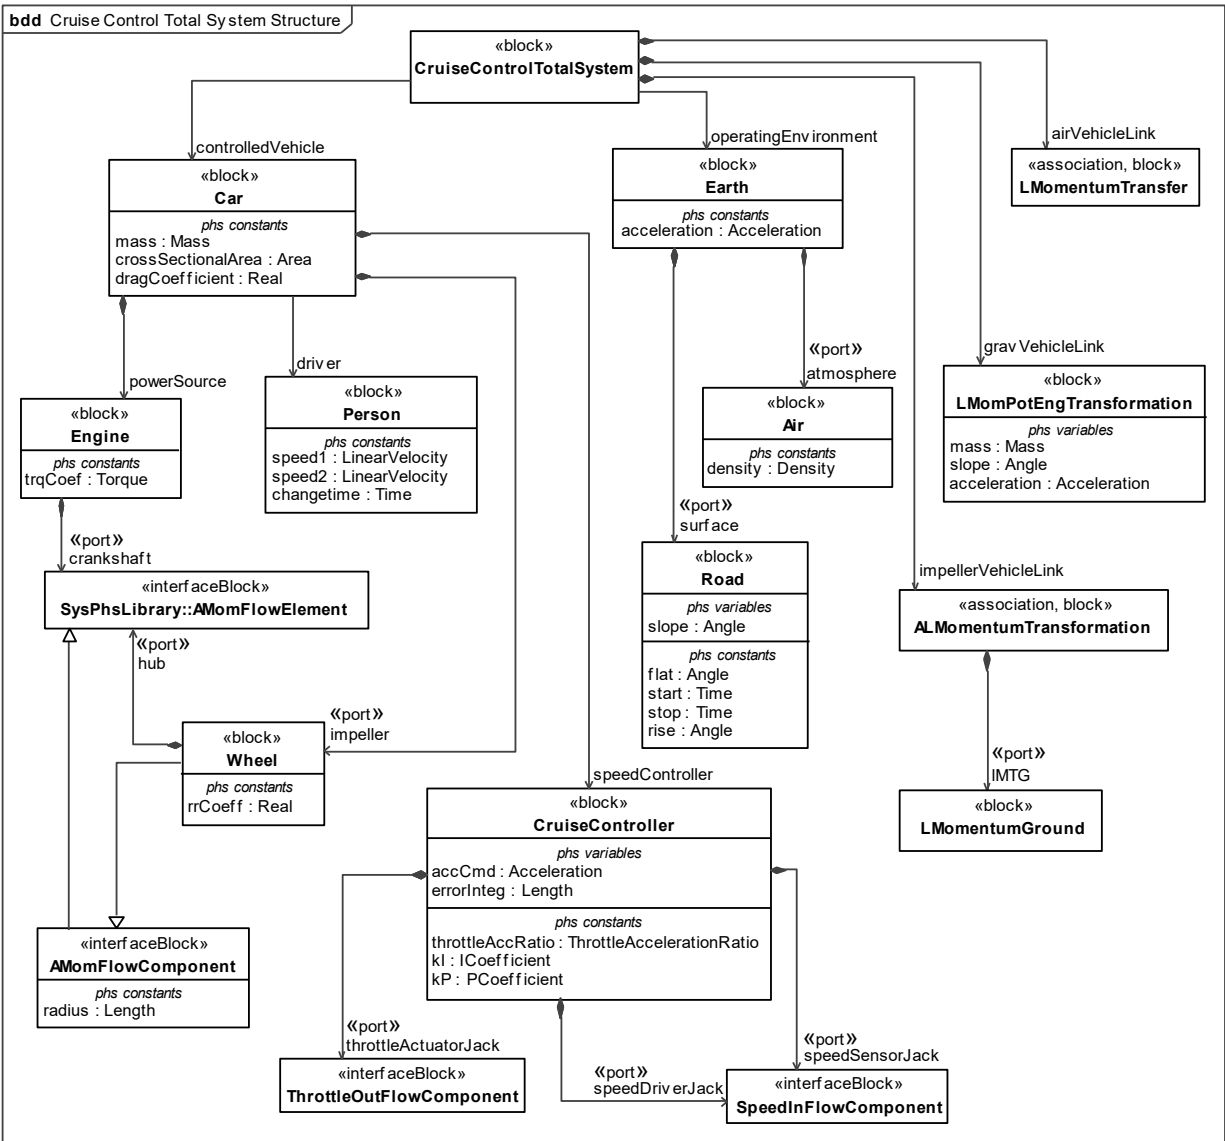 bdd Cruise Control Total System Structure
«block»
CruiseControlTotalSystem
controlledVehicle
operatingEnvironment
airVehicleLink
«block»
Car
phs constants
mass : Mass
crossSectionalArea : Area
dragCoefficient : Real
«block»
Earth
phs constants
acceleration : Acceleration
«association, block»
LMomentumTransfer
powerSource
driver
«port»
atmosphere
gravVehicleLink
«block»
Engine
phs constants
trqCoef : Torque
«block»
Person
phs constants
speed1 : LinearVelocity
speed2 : LinearVelocity
changetime : Time
«block»
Air
phs constants
density : Density
«block»
LMomPotEngTransformation
phs variables
mass : Mass
slope : Angle
acceleration : Acceleration
«port»
crankshaft
«port»
surface
«interfaceBlock»
SysPhsLibrary::AMomFlowElement
«block»
Road
phs variables
slope : Angle
phs constants
flat : Angle
start : Time
stop : Time
rise : Angle
impellerVehicleLink
«association, block»
ALMomentumTransformation
«port»
hub
«port»
impeller
«block»
Wheel
phs constants
rrCoeff : Real
speedController
«port»
lMTG
«block»
LMomentumGround
«block»
CruiseController
phs variables
accCmd : Acceleration
errorInteg : Length
phs constants
throttleAccRatio : ThrottleAccelerationRatio
kI : ICoefficient
kP : PCoefficient
«interfaceBlock»
AMomFlowComponent
phs constants
radius : Length
«port»
throttleActuatorJack
«port»
speedDriverJack
«port»
speedSensorJack
«interfaceBlock»
ThrottleOutFlowComponent
«interfaceBlock»
SpeedInFlowComponent